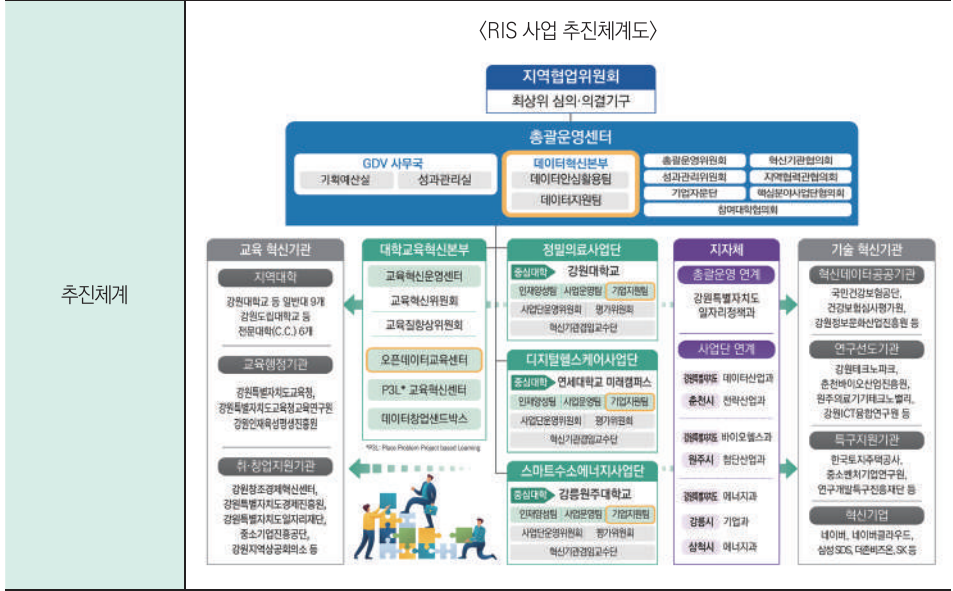 추진체계
〈RIS 사업 추진체계도〉
지역협업위원회
최상위 심의·의결기구
총괄운영센터
GDV 사무국
기획예산실
성과관리실
데이터혁신본부
데이터안심활용팀
데이터지원팀
총괄운영위원회
혁신기관협의회
성과관리위원회
지역협력관협의회
기업자문단
핵심분야사업단협의회
참여대학협의회
교육 혁신기관
지역대학
강원대학교 등 일반대 9개
강원도립대학교 등
전문대학(C.C.) 6개
교육행정기관
강원특별자치도교육청,
강원특별자치도교육청교육연구원
강원인재육성평생진흥원
취·창업지원기관
강원창조경제혁신센터,
강원특별자치도경제진흥원,
강원특별자치도일자리재단,
중소기업진흥공단,
강원지역상공회의소 등
대학교육혁신본부
교육혁신운영센터
교육혁신위원회
교육질향상위원회
오픈데이터교육센터
P3L* 교육혁신센터
데이터창업샌드박스
*P3L: Place Problem Project based Learning
정밀의료사업단
중심대학 강원대학교
인재양성팀 사업운영팀 기업지원팀
사업단운영위원회 평가위원회
혁신기관겸임교수단
디지털헬스케어사업단
중심대학 연세대학교 미래캠퍼스
인재양성팀 사업운영팀 기업지원팀
사업단운영위원회 평가위원회
혁신기관겸임교수단
스마트수소에너지사업단
중심대학 강릉원주대학교
인재양성팀 사업운영팀 기업지원팀
사업단운영위원회 평가위원회
혁신기관겸임교수단
지자체
총괄운영 연계
강원특별자치도
일자리정책과
사업단 연계
강원특별자치도 데이터산업과
춘천시 전략산업과
강원특별자치도 바이오헬스과
원주시 첨단산업과
강원특별자치도 에너지과
강릉시 기업과
삼척시 에너지과
기술 혁신기관
혁신데이터공공기관
국민건강보험공단,
건강보험심사평가원,
강원정보문화산업진흥원 등
연구선도기관
강원테크노파크,
춘천바이오산업진흥원,
원주의료기기테크노밸리,
강원ICT융합연구원 등
특구지원기관
한국토지주택공사,
중소벤처기업연구원,
연구개발특구진흥재단 등
혁신기업
네이버, 네이버클라우드,
삼성SDS, 더존비즈온, SK 등